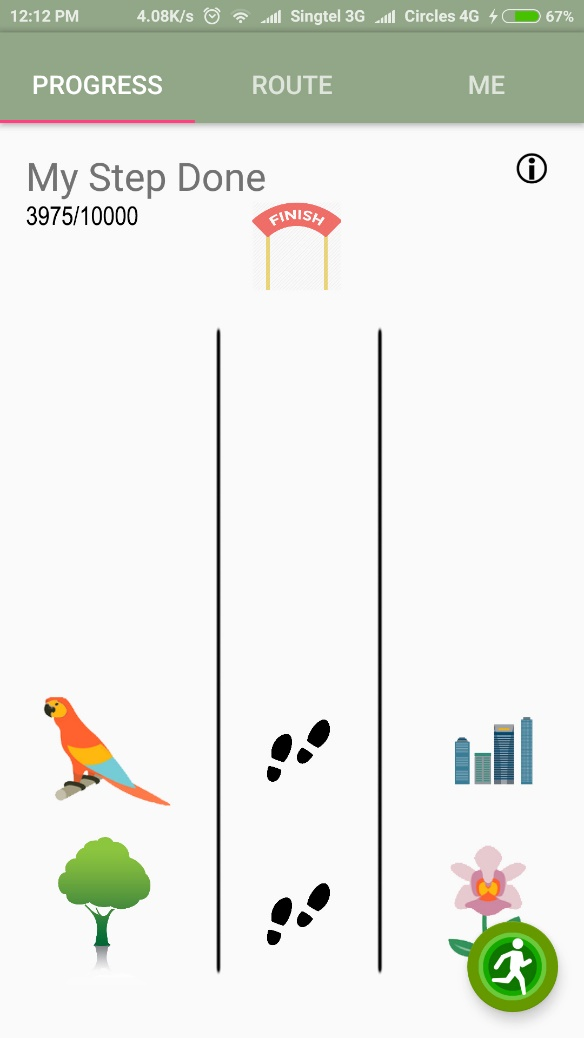 12:12 PM 4.08K/s Singtel 3G Circles 4G 67%
PROGRESS ROUTE ME
My Step Done
3975/10000
FINISH